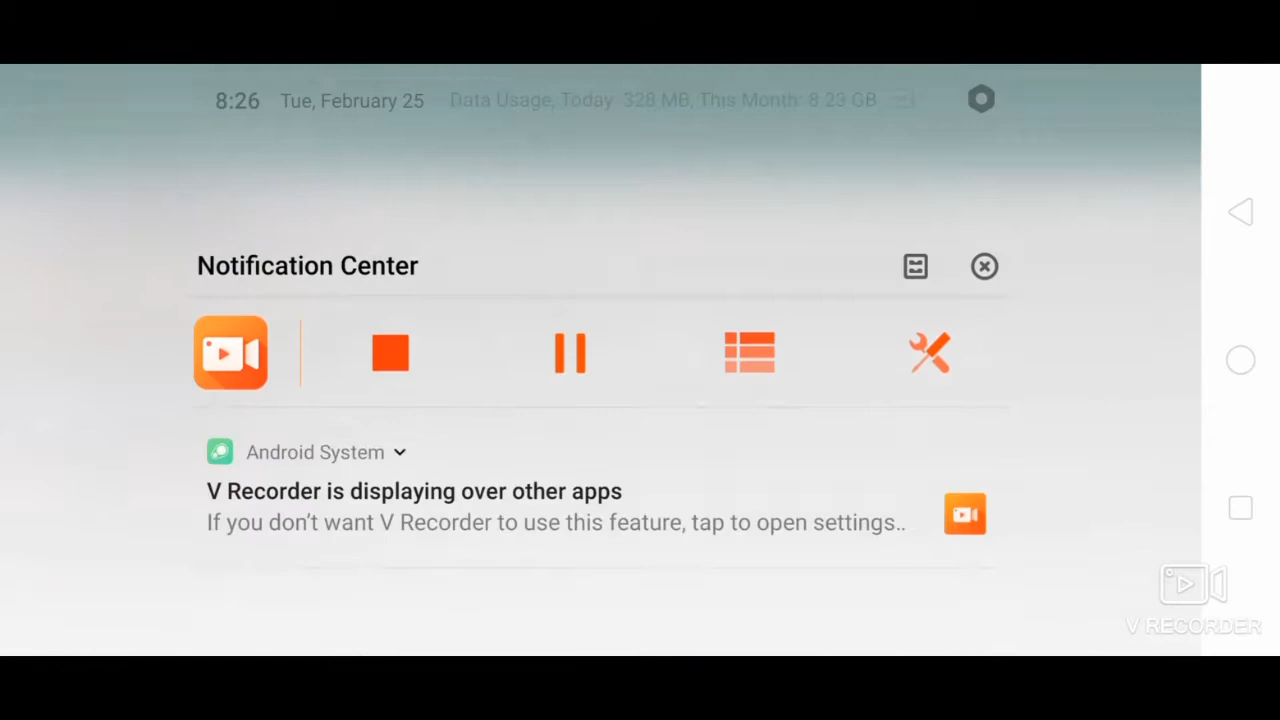 8:26 Tue, February 25 Data Usage, Today 328 MB, This Month: 8.23 GB
Notification Center
Android System
V Recorder is displaying over other apps
If you don't want V Recorder to use this feature, tap to open settings..
V RECORDER